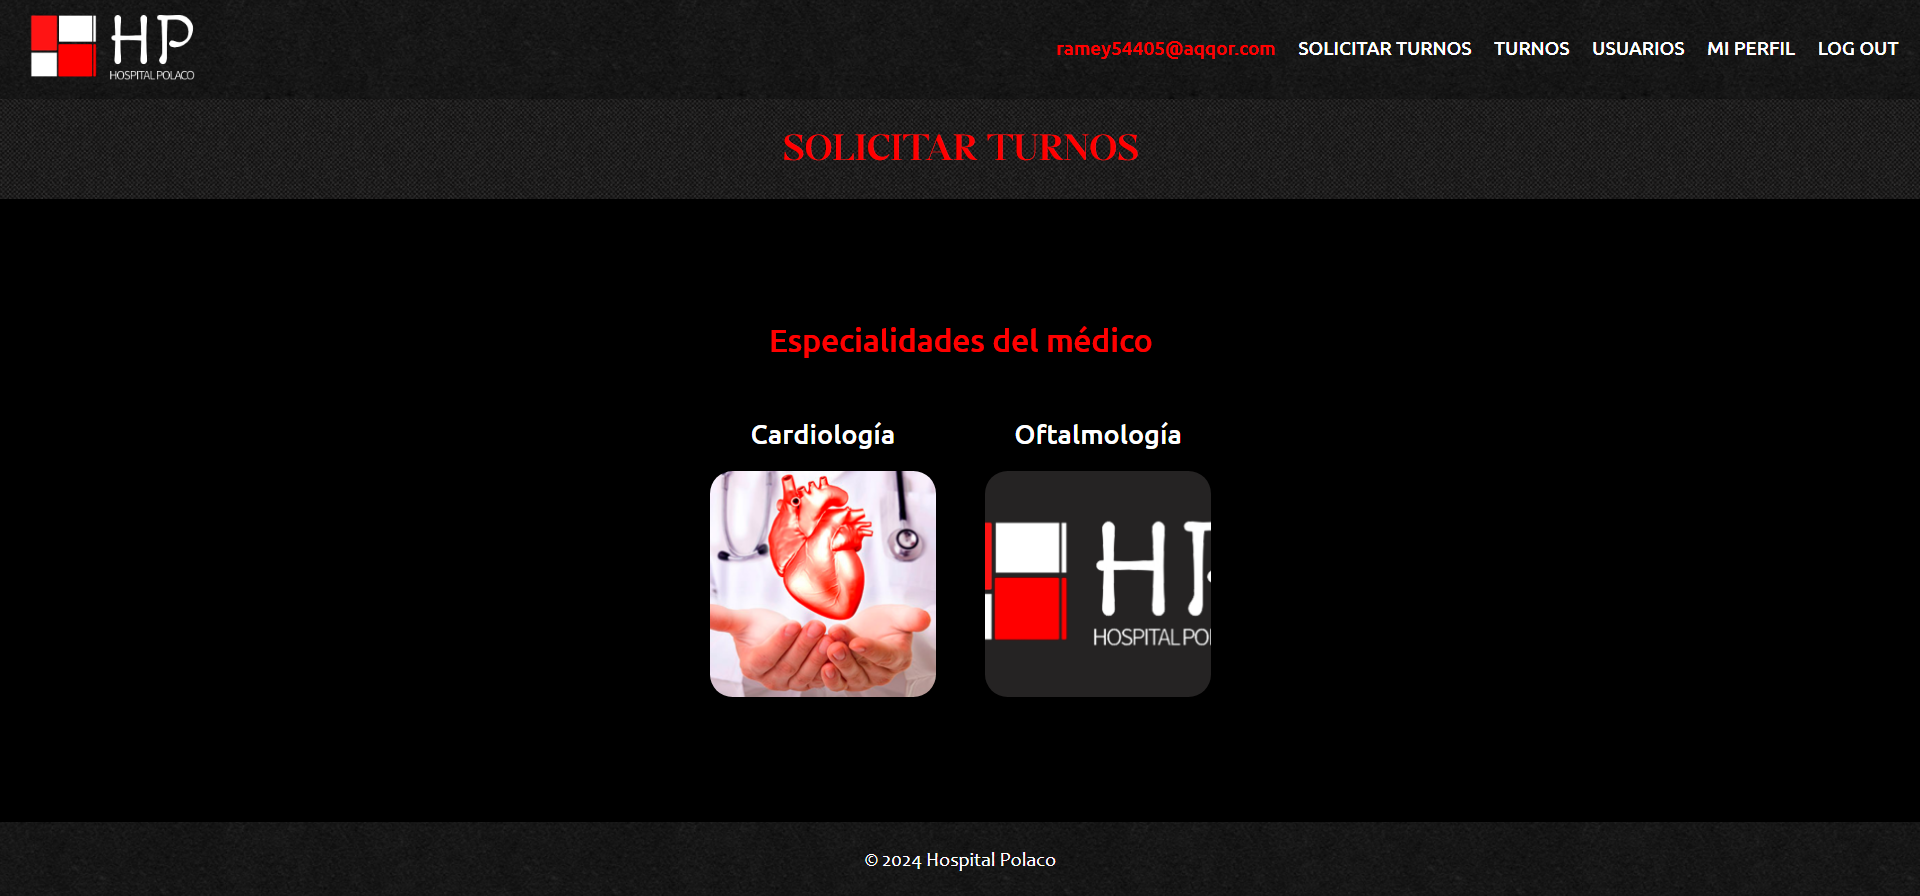 HP
HOSPITAL POLACO
ramey54405@aqqor.com SOLICITAR TURNOS TURNOS USUARIOS MI PERFIL LOG OUT
SOLICITAR TURNOS
Especialidades del médico
Cardiología Oftalmología
HP
HOSPITAL PO
© 2024 Hospital Polaco